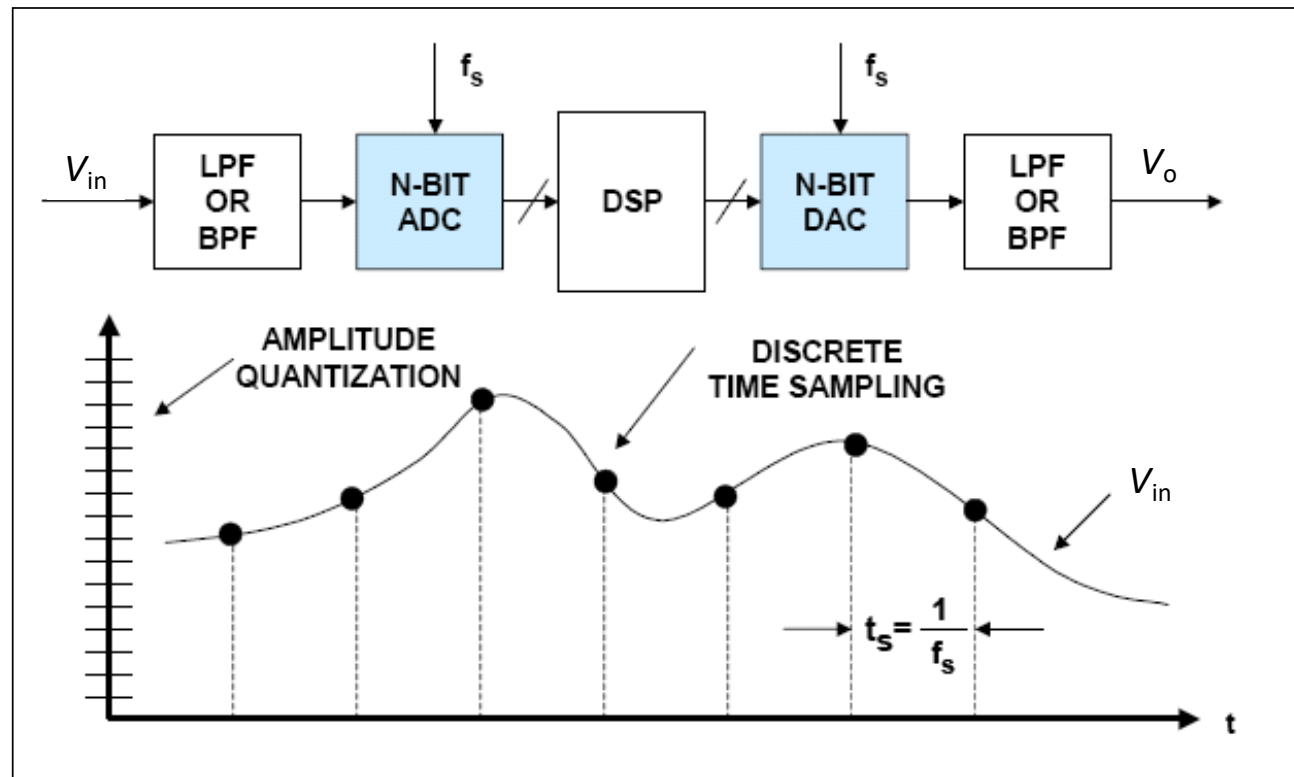 f_s
f_s
V_in
LPF
OR
BPF
N-BIT
ADC
DSP
N-BIT
DAC
LPF
OR
BPF
V_o
AMPLITUDE
QUANTIZATION
DISCRETE
TIME SAMPLING
V_in
t_s = 1/f_s
t